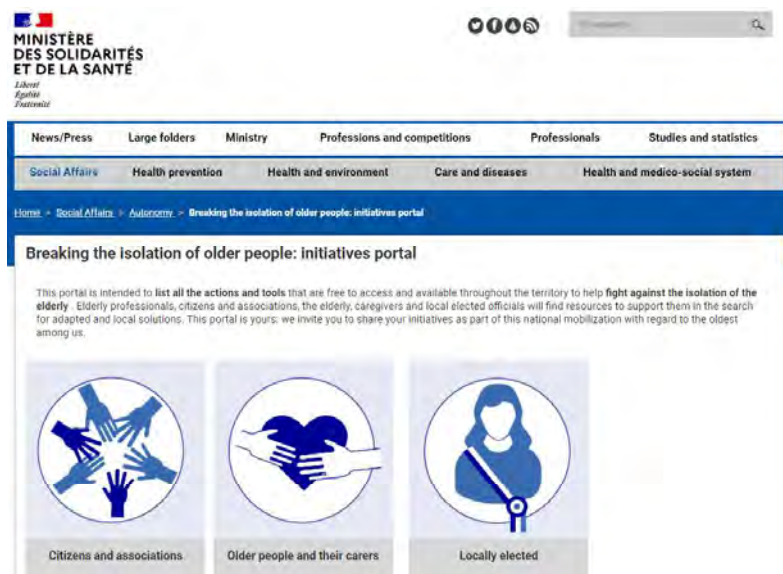 MINISTÈRE
DES SOLIDARITÉS
ET DE LA SANTÉ
Liberté
Égalité
Fraternité
News/Press Large folders Ministry Professions and competitions Professionals Studies and statistics
Social Affairs Health prevention Health and environment Care and diseases Health and medico-social system
Home > Social Affairs > Autonomy > Breaking the isolation of older people: initiatives portal
Breaking the isolation of older people: initiatives portal
This portal is intended to list all the actions and tools that are free to access and available throughout the territory to help fight against the isolation of the
elderly . Elderly professionals, citizens and associations, the elderly, caregivers and local elected officials will find resources to support them in the search
for adapted and local solutions. This portal is yours: we invite you to share your initiatives as part of this national mobilization with regard to the oldest
among us.
Citizens and associations Older people and their carers Locally elected